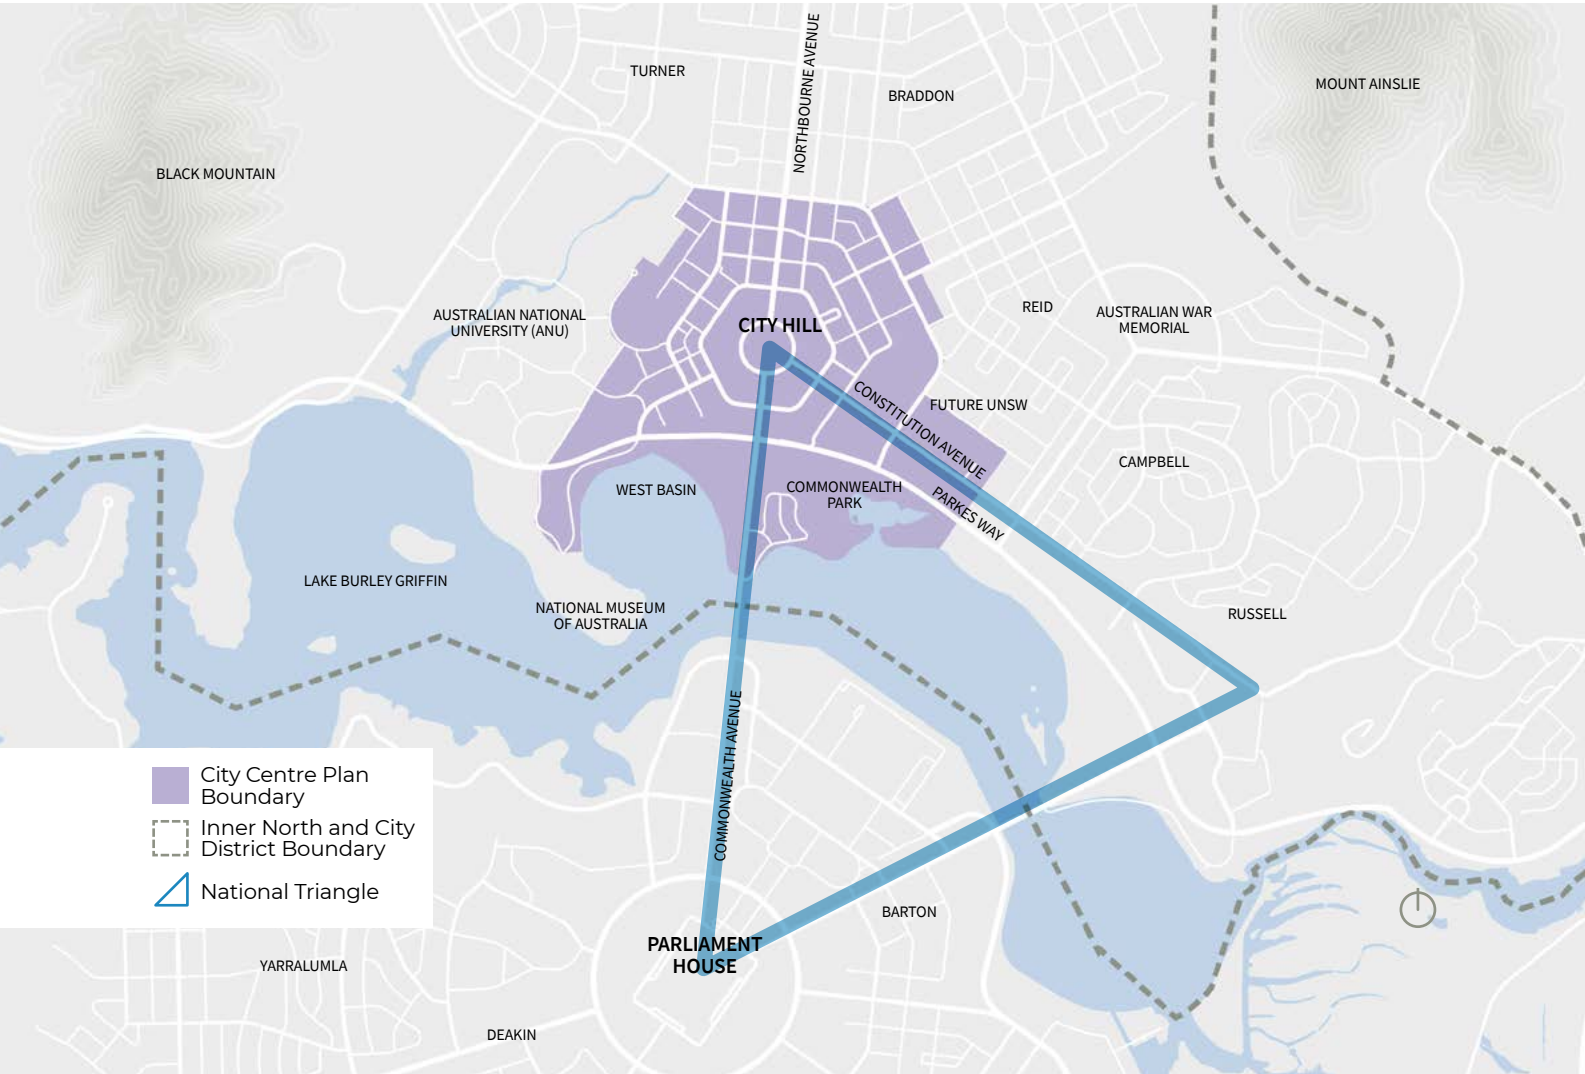 NORTHBOURNE AVENUE
TURNER
BRADDON
MOUNT AINSLIE
BLACK MOUNTAIN
AUSTRALIAN NATIONAL
UNIVERSITY (ANU)
CITY HILL
REID
AUSTRALIAN WAR
MEMORIAL
CONSTITUTION AVENUE
FUTURE UNSW
CAMPBELL
WEST BASIN
COMMONWEALTH
PARK
PARKES WAY
LAKE BURLEY GRIFFIN
NATIONAL MUSEUM
OF AUSTRALIA
RUSSELL
COMMONWEALTH AVENUE
City Centre Plan
Boundary
Inner North and City
District Boundary
National Triangle
BARTON
PARLIAMENT
HOUSE
YARRALUMLA
DEAKIN